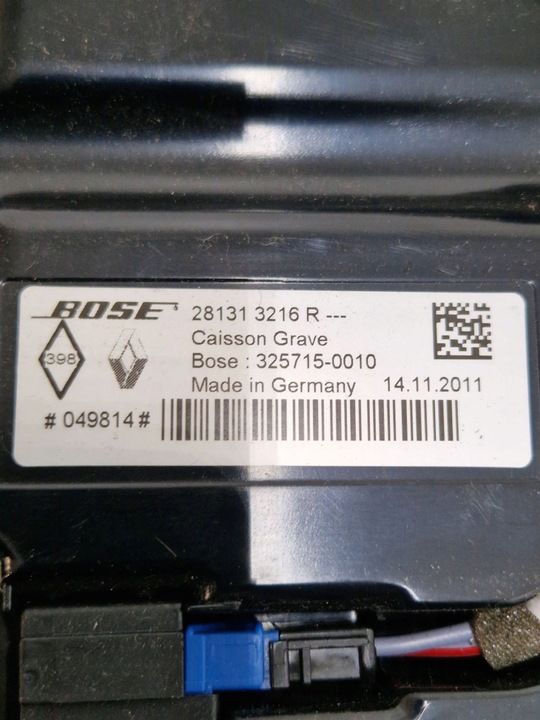 BOSE 28131 3216 R ---
Caisson Grave
398
Bose : 325715-0010
Made in Germany 14.11.2011
# 049814 #